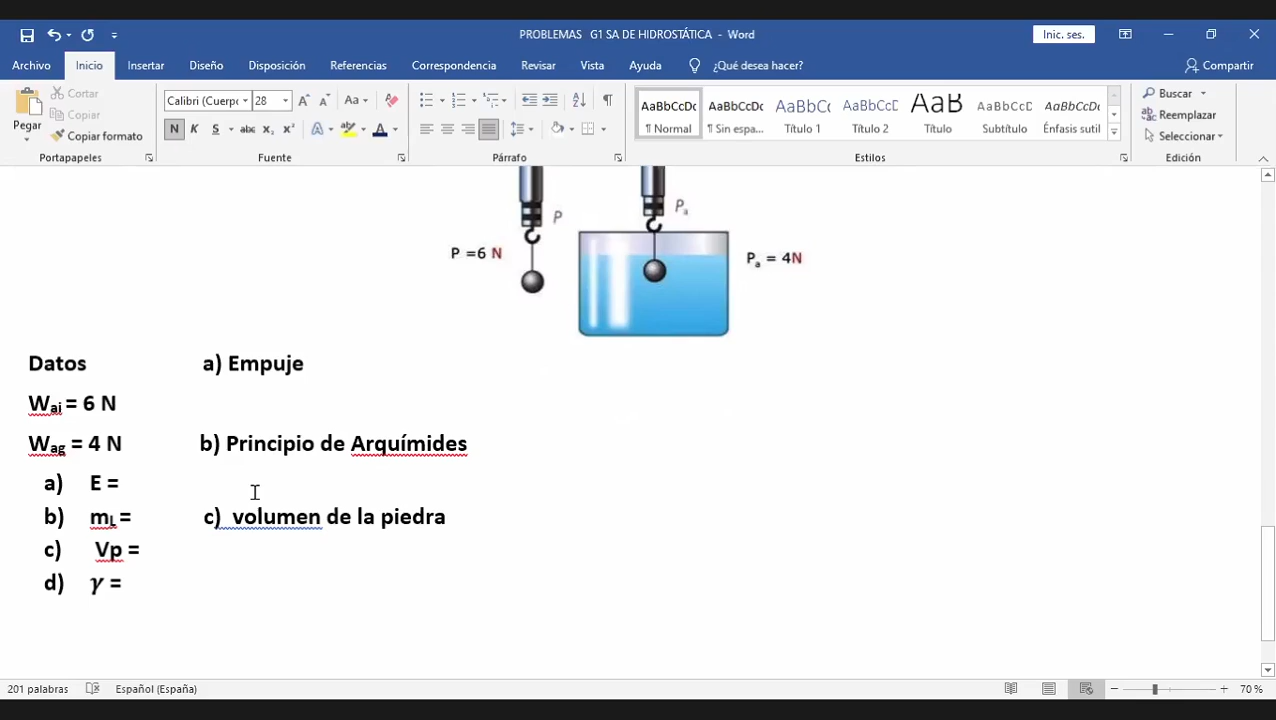 PROBLEMAS G1 SA DE HIDROSTÁTICA - Word
Inic. ses.
Archivo Inicio Insertar Diseño Disposición Referencias Correspondencia Revisar Vista Ayuda ¿Qué desea hacer? Compartir
Pegar
Cortar
Copiar
Copiar formato
Calibri (Cuerpo 28
N K S abc x₂ x²
AaBbCcDc AaBbCcDc AaBbCc AaBbCcC AaB AaBbCcD AaBbCcDc
¶ Normal ¶ Sin espa... Título 1 Título 2 Título Subtítulo Énfasis sutil
Buscar
Reemplazar
Seleccionar
Portapapeles Fuente Párrafo Estilos Edición
P
Pa
P =6 N
Pa = 4N
Datos a) Empuje
Wai = 6 N
Wag = 4 N b) Principio de Arquímides
a) E =
b) mL = c) volumen de la piedra
c) Vp =
d) γ =
201 palabras Español (España) 70 %